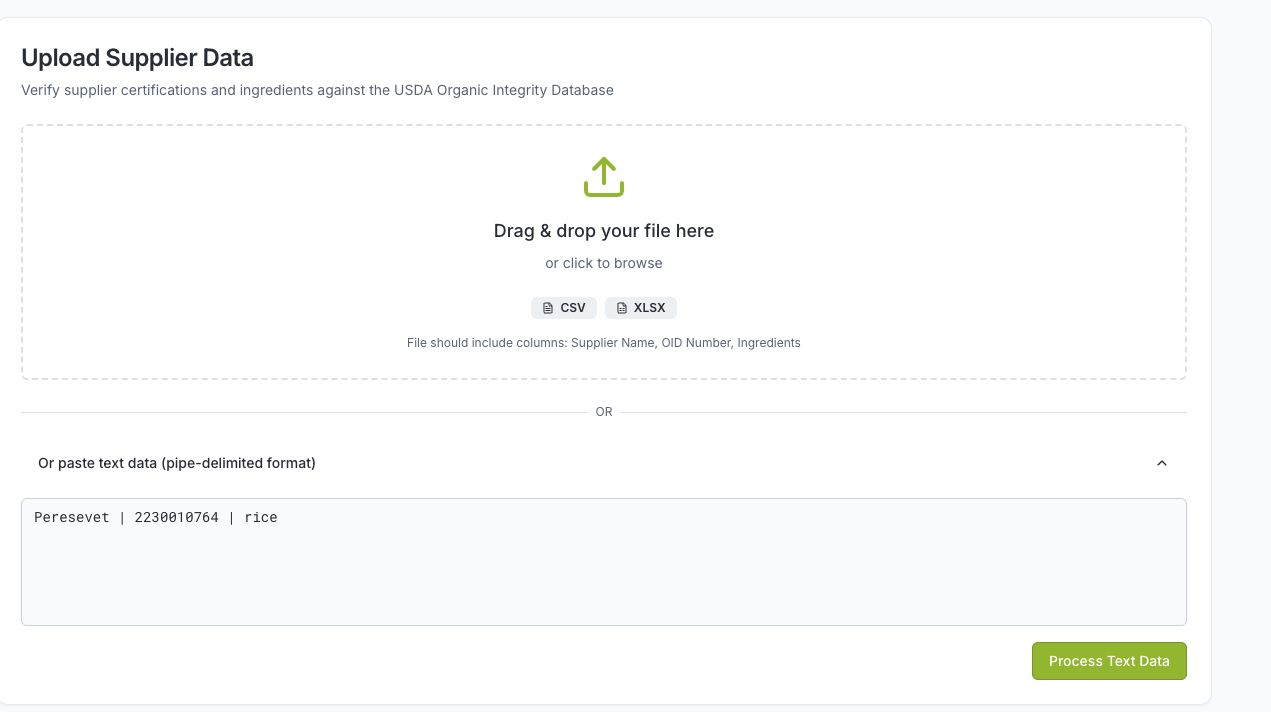 Upload Supplier Data
Verify supplier certifications and ingredients against the USDA Organic Integrity Database
Drag & drop your file here
or click to browse
CSV XLSX
File should include columns: Supplier Name, OID Number, Ingredients
OR
Or paste text data (pipe-delimited format)
Peresevet | 2230010764 | rice
Process Text Data